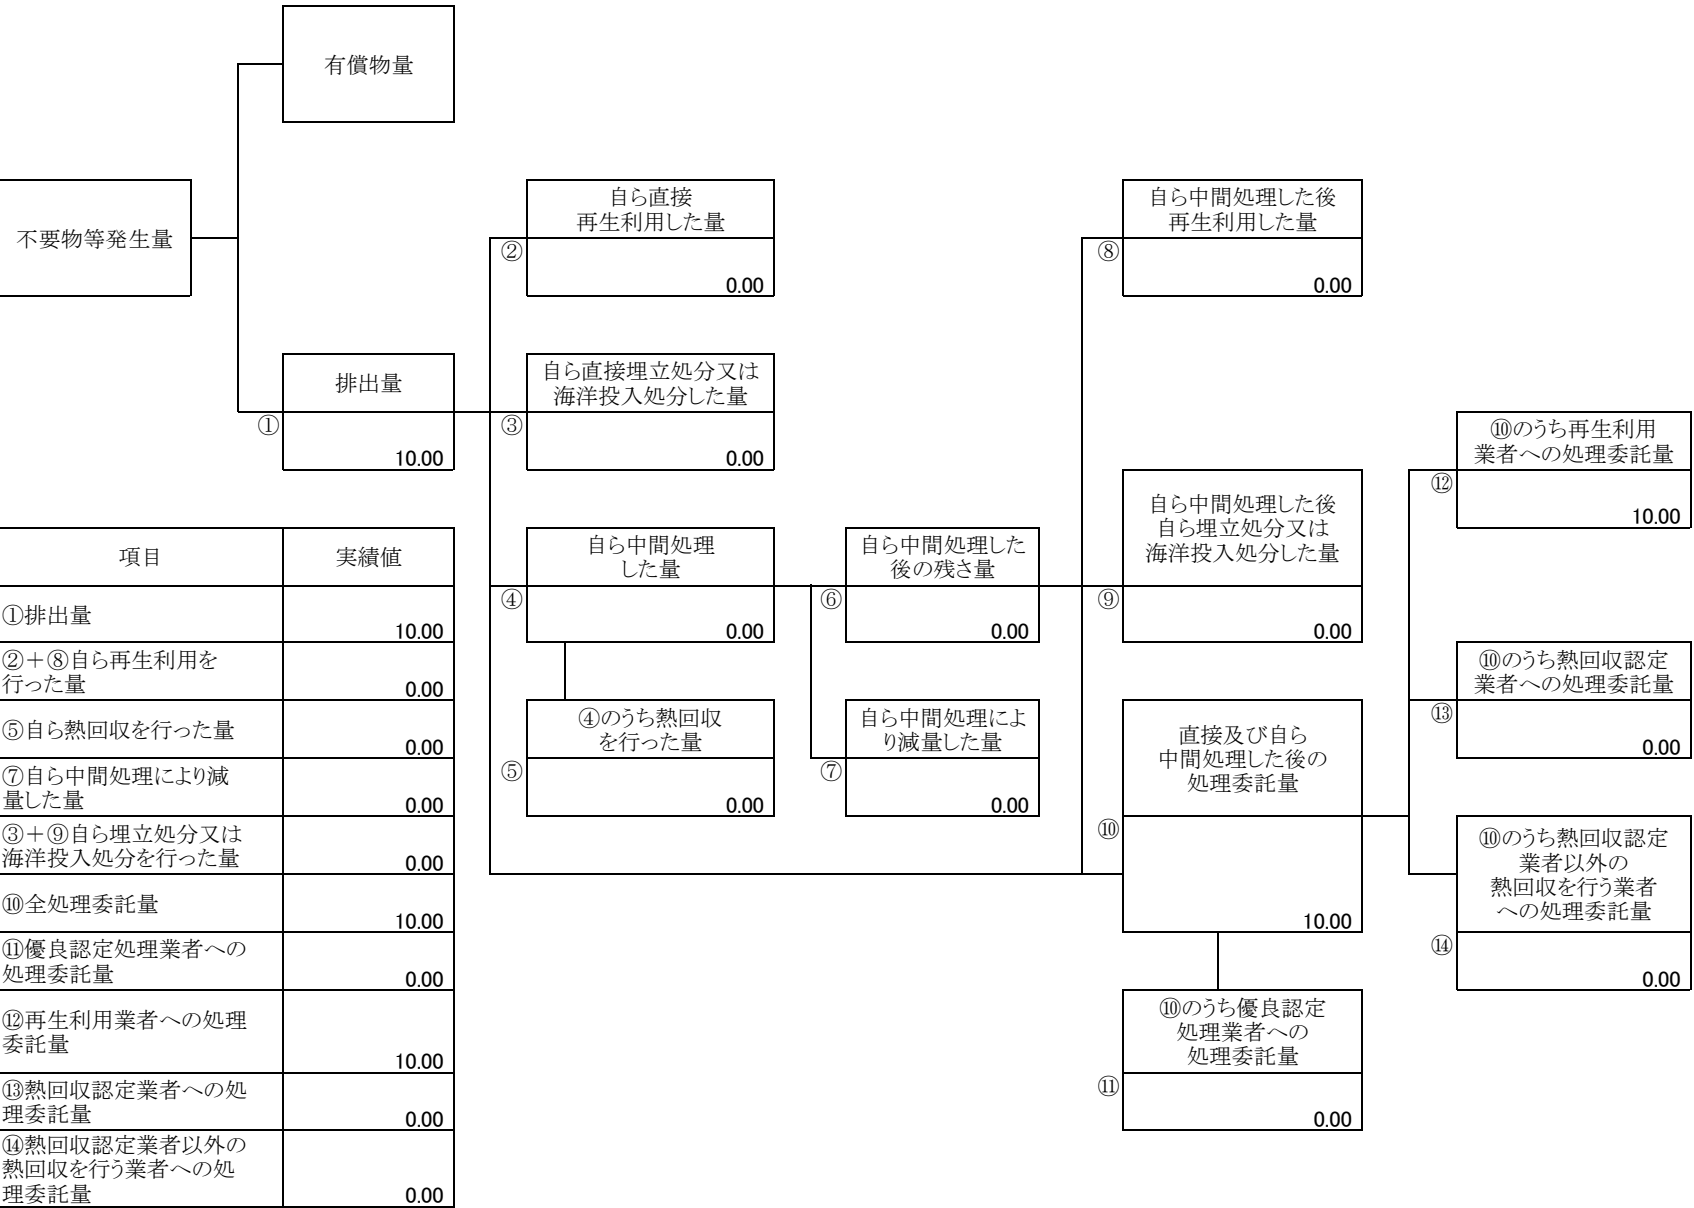 有償物量
不要物等発生量
自ら直接
再生利用した量
②
0.00
自ら中間処理した後
再生利用した量
⑧
0.00
排出量
①
10.00
自ら直接埋立処分又は
海洋投入処分した量
③
0.00
⑩のうち再生利用
業者への処理委託量
⑫
10.00
自ら中間処理した後
自ら埋立処分又は
海洋投入処分した量
⑨
0.00
自ら中間処理
した量
④
0.00
自ら中間処理した
後の残さ量
⑥
0.00
⑩のうち熱回収認定
業者への処理委託量
⑬
0.00
④のうち熱回収
を行った量
⑤
0.00
自ら中間処理によ
り減量した量
⑦
0.00
直接及び自ら
中間処理した後の
処理委託量
⑩
10.00
⑩のうち熱回収認定
業者以外の
熱回収を行う業者
への処理委託量
⑭
0.00
⑩のうち優良認定
処理業者への
処理委託量
⑪
0.00
項目 実績値
①排出量
10.00
②＋⑧自ら再生利用を
行った量 0.00
⑤自ら熱回収を行った量
0.00
⑦自ら中間処理により減
量した量 0.00
③＋⑨自ら埋立処分又は
海洋投入処分を行った量 0.00
⑩全処理委託量
10.00
⑪優良認定処理業者への
処理委託量 0.00
⑫再生利用業者への処理
委託量
10.00
⑬熱回収認定業者への処
理委託量 0.00
⑭熱回収認定業者以外の
熱回収を行う業者への処
理委託量 0.00